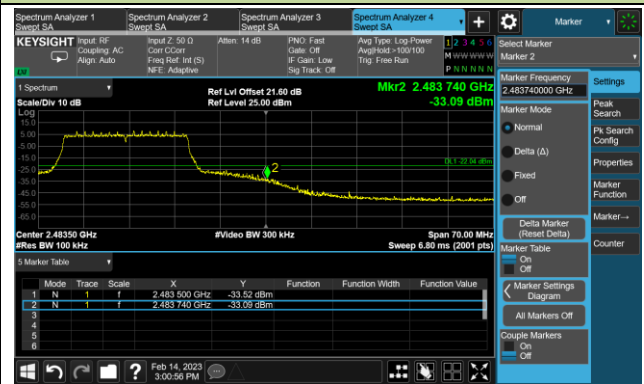 Spectrum Analyzer 1 Spectrum Analyzer 2 Spectrum Analyzer 3 Spectrum Analyzer 4 Marker
Swept SA Swept SA Swept SA Swept SA
KEYSIGHT Input: RF Input Z: 50 Ω Atten: 14 dB PNO: Fast Avg Type: Log-Power 1 2 3 4 5 6
Coupling: AC Corr CCorr Gate: Off Avg|Hold:>100/100 M W W W W W
Align: Auto Freq Ref: Int (S) IF Gain: Low Trig: Free Run
NFE: Adaptive Sig Track: Off P N N N N N
Select Marker
Marker 2
1 Spectrum Ref Lvl Offset 21.60 dB Mkr2 2.483 740 GHz
Scale/Div 10 dB Ref Level 25.00 dBm -33.09 dBm
Log
15.0
5.00
-5.00
-15.0
-25.0
-35.0
-45.0
-55.0
-65.0
2
DL1 -22.04 dBm
Center 2.48350 GHz #Video BW 300 kHz Span 70.00 MHz
#Res BW 100 kHz Sweep 6.80 ms (2001 pts)
5 Marker Table
Mode Trace Scale X Y Function Function Width Function Value
1 N 1 f 2.483 500 GHz -33.52 dBm
2 N 1 f 2.483 740 GHz -33.09 dBm
3
4
5
6
Marker Frequency
2.483740000 GHz
Marker Mode
Normal
Delta (Δ)
Fixed
Off
Delta Marker
(Reset Delta)
Marker Table
On
Off
Marker Settings
Diagram
All Markers Off
Couple Markers
On
Off
Settings
Peak
Search
Pk Search
Config
Properties
Marker
Function
Marker→
Counter
? Feb 14, 2023
3:00:56 PM